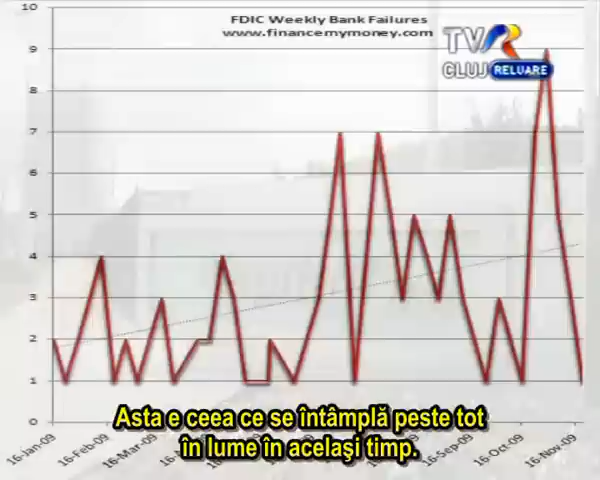 FDIC Weekly Bank Failures
www.financemymoney.com
TVR
CLUJ RELUARE
10
9
8
7
6
5
4
3
2
1
0
16-Jan-09
16-Feb-09
16-Mar-09
16-Sep-09
16-Oct-09
16-Nov-09
Asta e ceea ce se întâmplă peste tot
în lume în acelaşi timp.